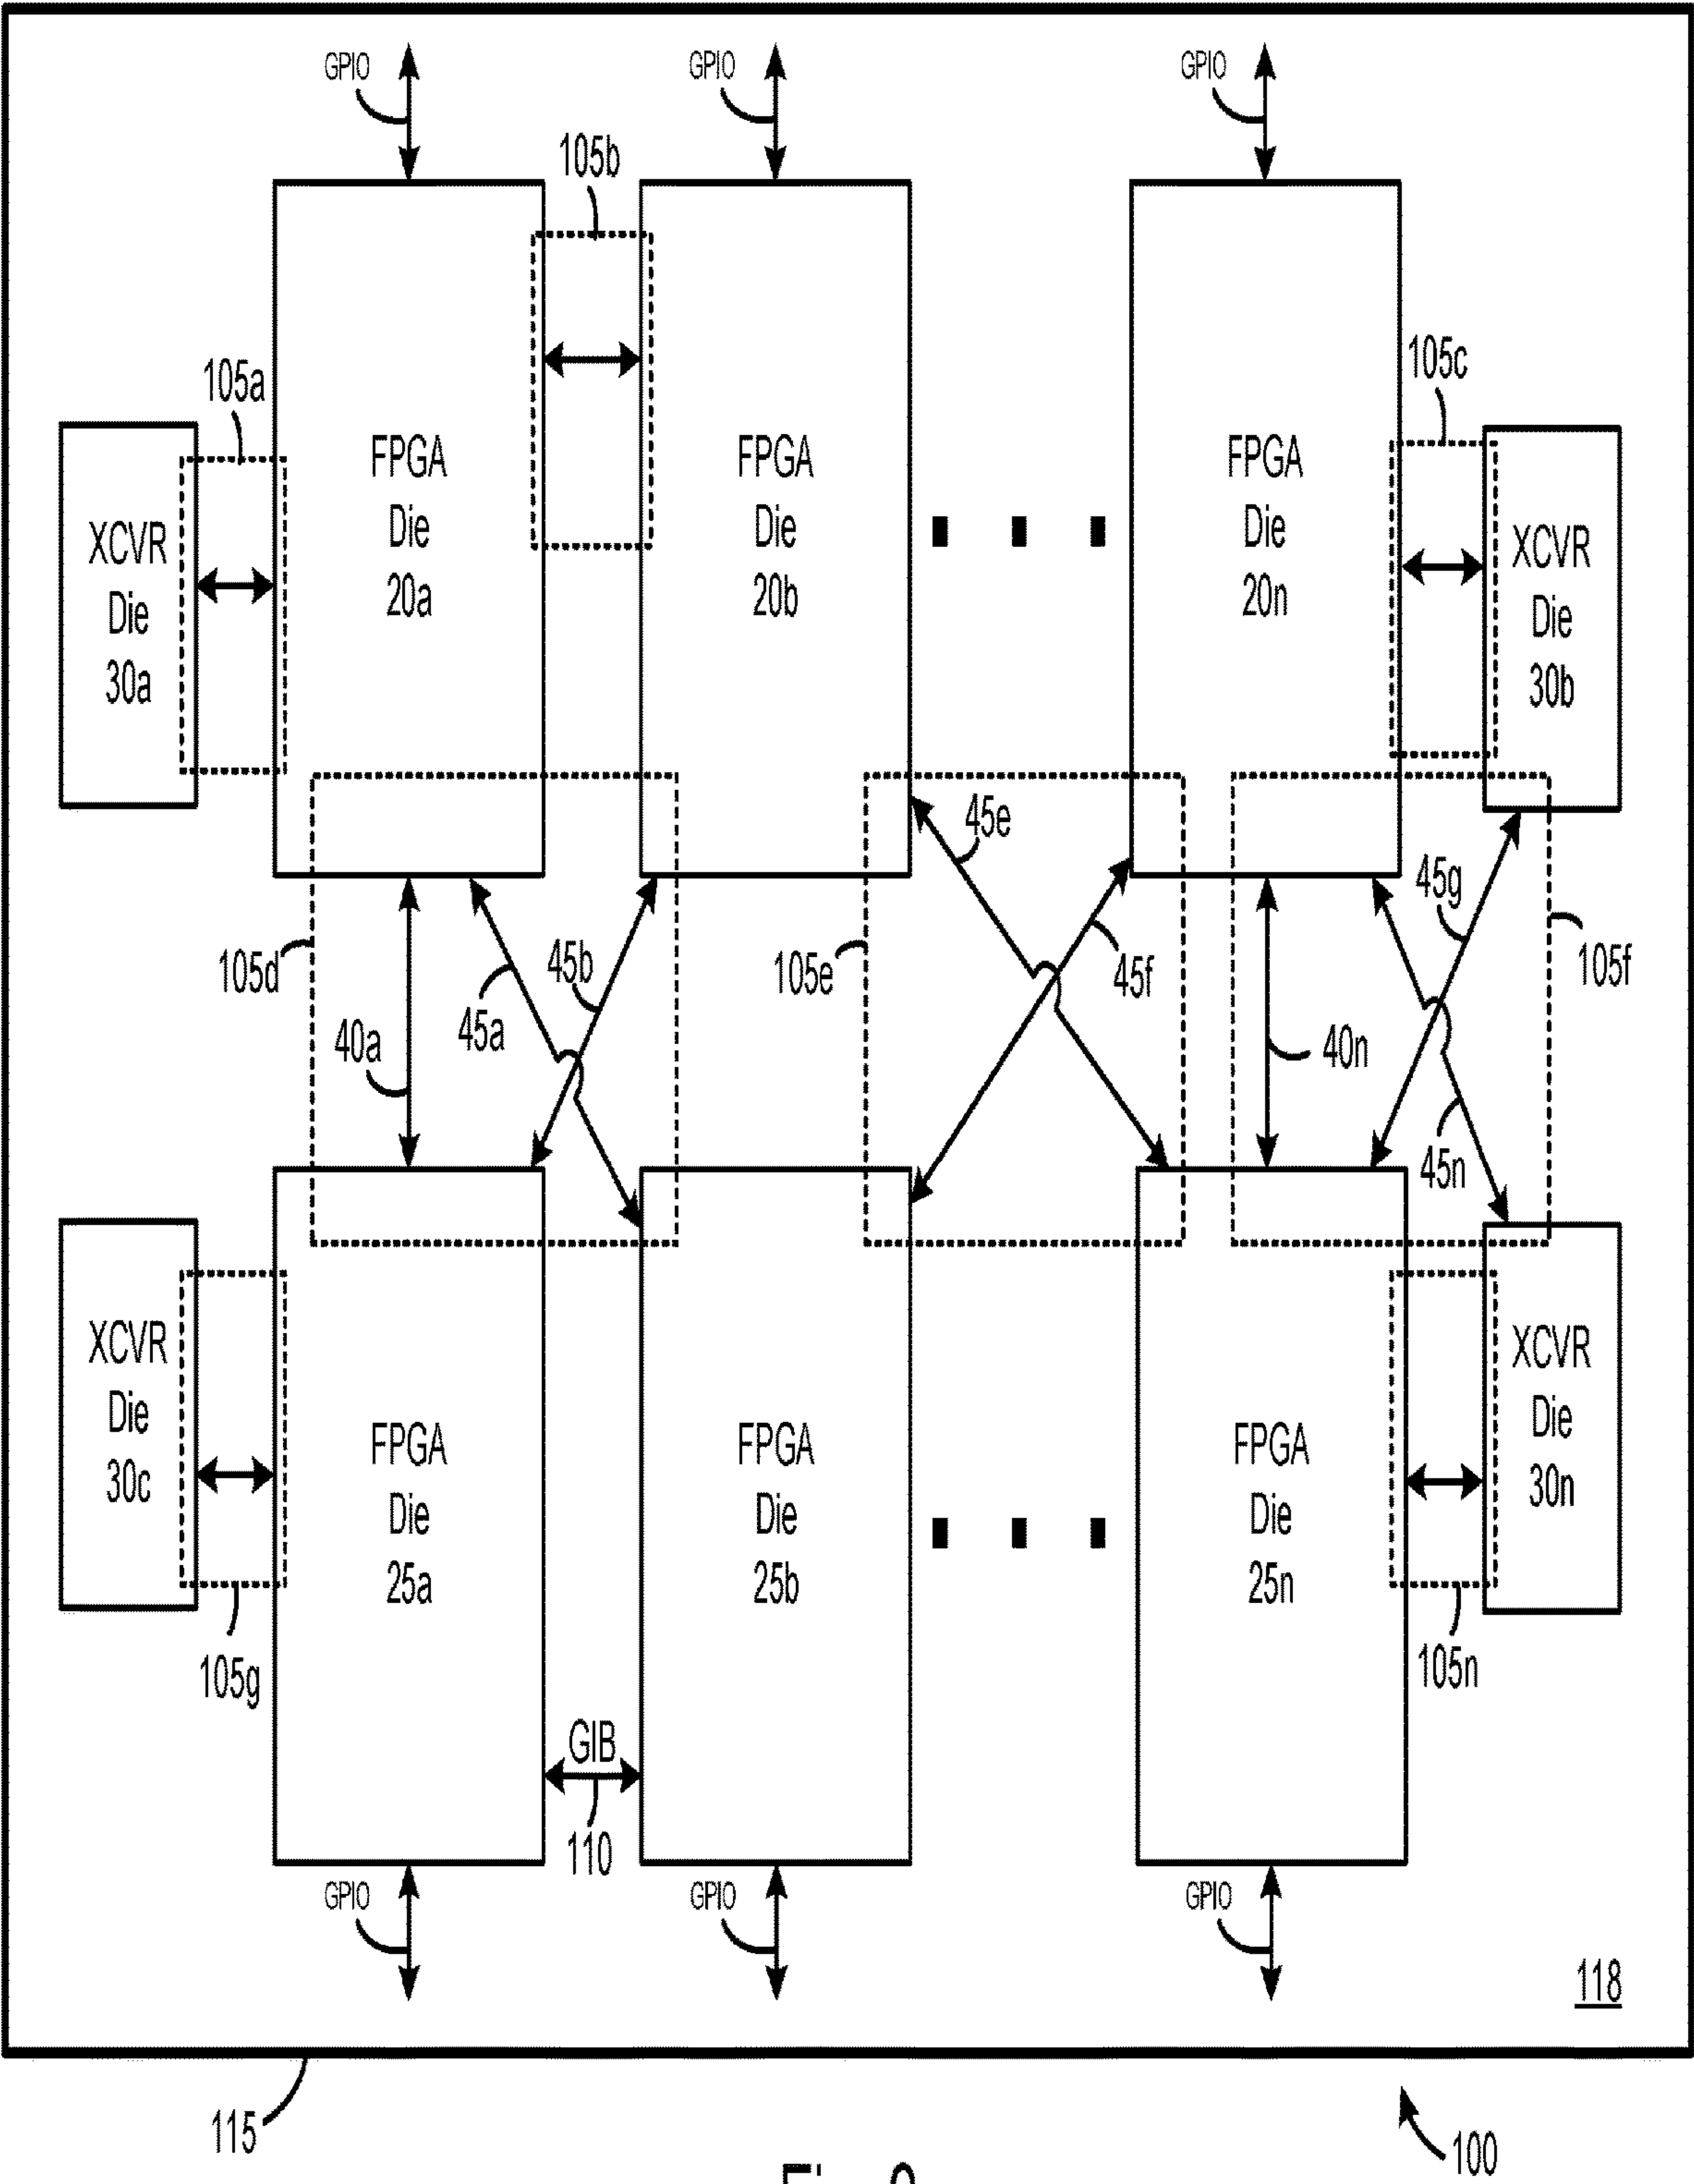 GPIO GPIO GPIO
105b
105a
105c
FPGA
Die
20a
FPGA
Die
20b
FPGA
Die
20n
XCVR
Die
30a
XCVR
Die
30b
45e
45g
105d
45b
45a
40a
105e
45f
40n
105f
45n
XCVR
Die
30c
FPGA
Die
25a
FPGA
Die
25b
FPGA
Die
25n
XCVR
Die
30n
105g
105n
GIB
110
GPIO GPIO GPIO
118
115
100